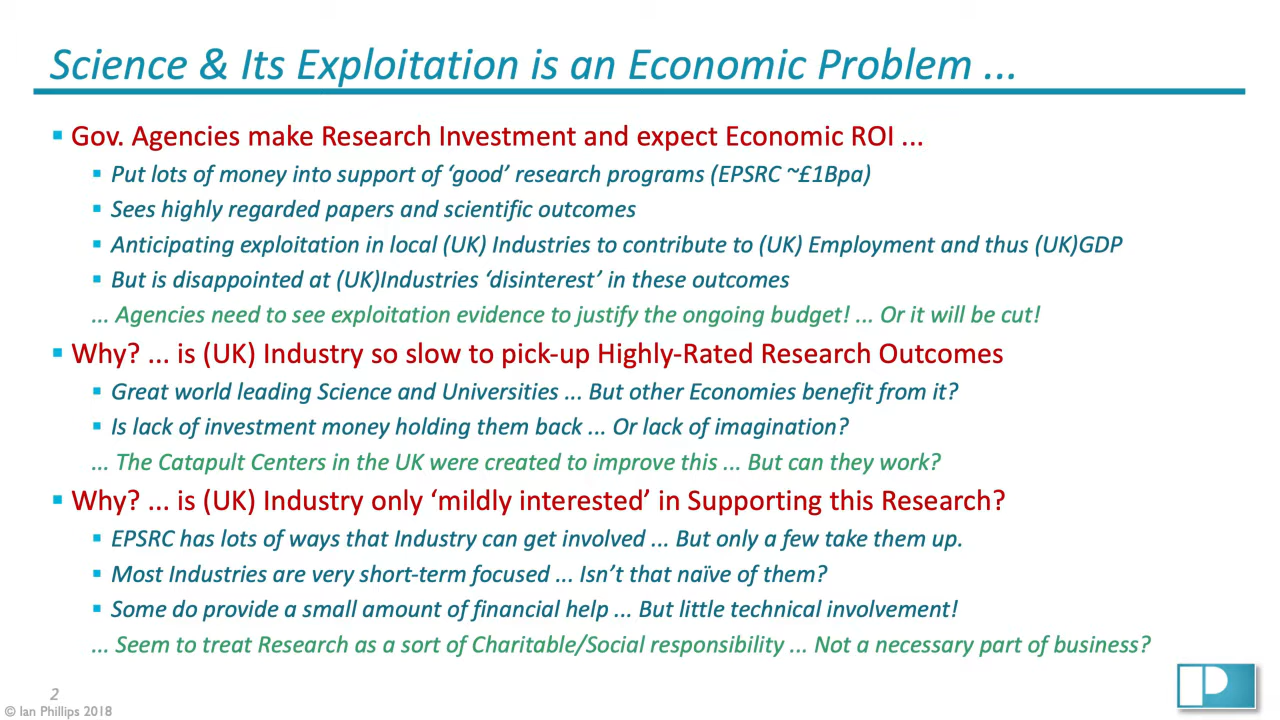 Science & Its Exploitation is an Economic Problem ...
▪ Gov. Agencies make Research Investment and expect Economic ROI ...
▪ Put lots of money into support of ‘good’ research programs (EPSRC ~£1Bpa)
▪ Sees highly regarded papers and scientific outcomes
▪ Anticipating exploitation in local (UK) Industries to contribute to (UK) Employment and thus (UK)GDP
▪ But is disappointed at (UK)Industries ‘disinterest’ in these outcomes
... Agencies need to see exploitation evidence to justify the ongoing budget! ... Or it will be cut!
▪ Why? ... is (UK) Industry so slow to pick-up Highly-Rated Research Outcomes
▪ Great world leading Science and Universities ... But other Economies benefit from it?
▪ Is lack of investment money holding them back ... Or lack of imagination?
... The Catapult Centers in the UK were created to improve this ... But can they work?
▪ Why? ... is (UK) Industry only ‘mildly interested’ in Supporting this Research?
▪ EPSRC has lots of ways that Industry can get involved ... But only a few take them up.
▪ Most Industries are very short-term focused ... Isn’t that naïve of them?
▪ Some do provide a small amount of financial help ... But little technical involvement!
... Seem to treat Research as a sort of Charitable/Social responsibility ... Not a necessary part of business?
2
© Ian Phillips 2018